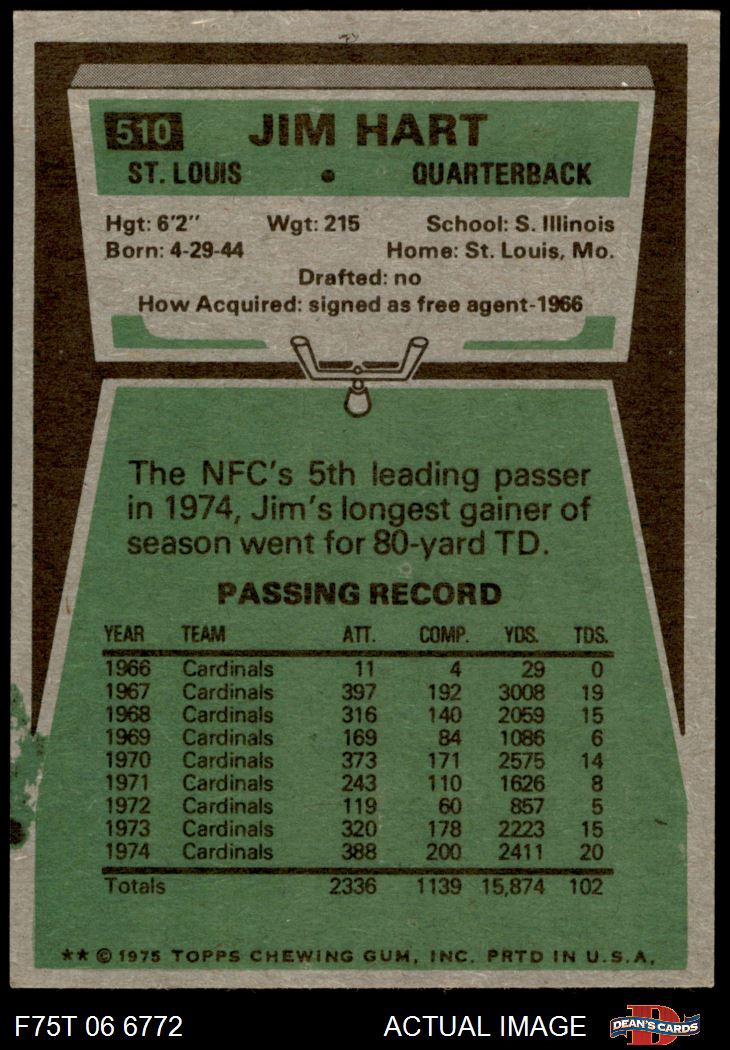 510 JIM HART
ST. LOUIS • QUARTERBACK
Hgt: 6'2" Wgt: 215 School: S. Illinois
Born: 4-29-44 Home: St. Louis, Mo.
Drafted: no
How Acquired: signed as free agent-1966
The NFC's 5th leading passer
in 1974, Jim's longest gainer of
season went for 80-yard TD.
PASSING RECORD
YEAR TEAM ATT. COMP. YDS. TDS.
1966 Cardinals 11 4 29 0
1967 Cardinals 397 192 3008 19
1968 Cardinals 316 140 2059 15
1969 Cardinals 169 84 1086 6
1970 Cardinals 373 171 2575 14
1971 Cardinals 243 110 1626 8
1972 Cardinals 119 60 857 5
1973 Cardinals 320 178 2223 15
1974 Cardinals 388 200 2411 20
Totals 2336 1139 15,874 102
★★ © 1975 TOPPS CHEWING GUM, INC. PRTD IN U.S.A.
F75T 06 6772 ACTUAL IMAGE D DEAN'S CARDS